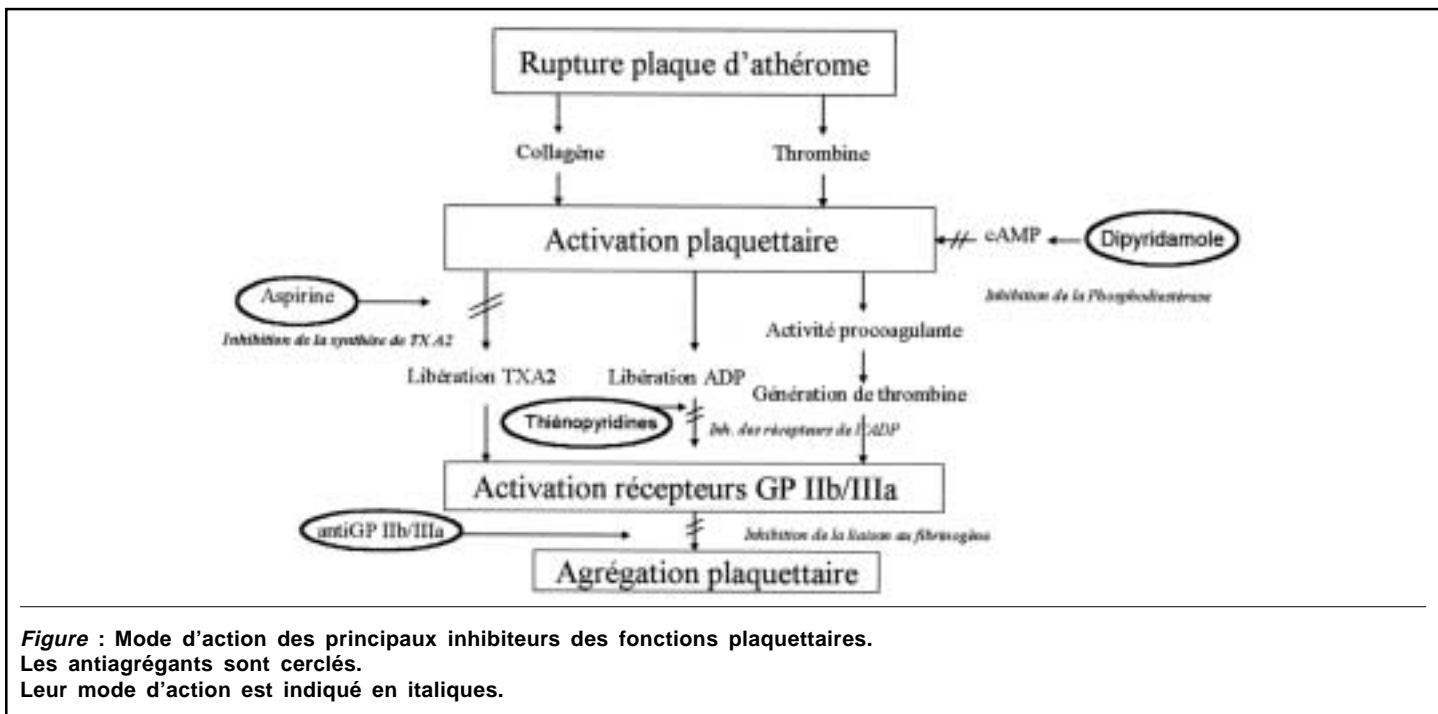 Rupture plaque d'athérome
Collagène
Thrombine
Activation plaquettaire
cAMP
Dipyridamole
Aspirine
Inhibition de la Phosphodiestérase
Inhibition de la synthèse de TXA2
Activité procoagulante
Libération TXA2
Libération ADP
Génération de thrombine
Thiénopyridines
Inh. des récepteurs de l'ADP
Activation récepteurs GP IIb/IIIa
antiGP IIb/IIIa
Inhibition de la liaison au fibrinogène
Agrégation plaquettaire
Figure : Mode d'action des principaux inhibiteurs des fonctions plaquettaires.
Les antiagrégants sont cerclés.
Leur mode d'action est indiqué en italiques.